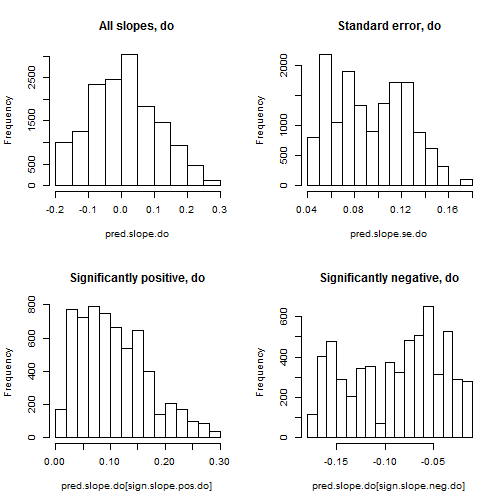 All slopes, do
Frequency
500
1500
2500
-0.2 -0.1 0.0 0.1 0.2 0.3
pred.slope.do
Standard error, do
Frequency
0
500
1000
2000
0.04 0.08 0.12 0.16
pred.slope.se.do
Significantly positive, do
Frequency
0
200
400
600
800
0.00 0.10 0.20 0.30
pred.slope.do[sign.slope.pos.do]
Significantly negative, do
Frequency
0
200
400
600
-0.15 -0.05
pred.slope.do[sign.slope.neg.do]